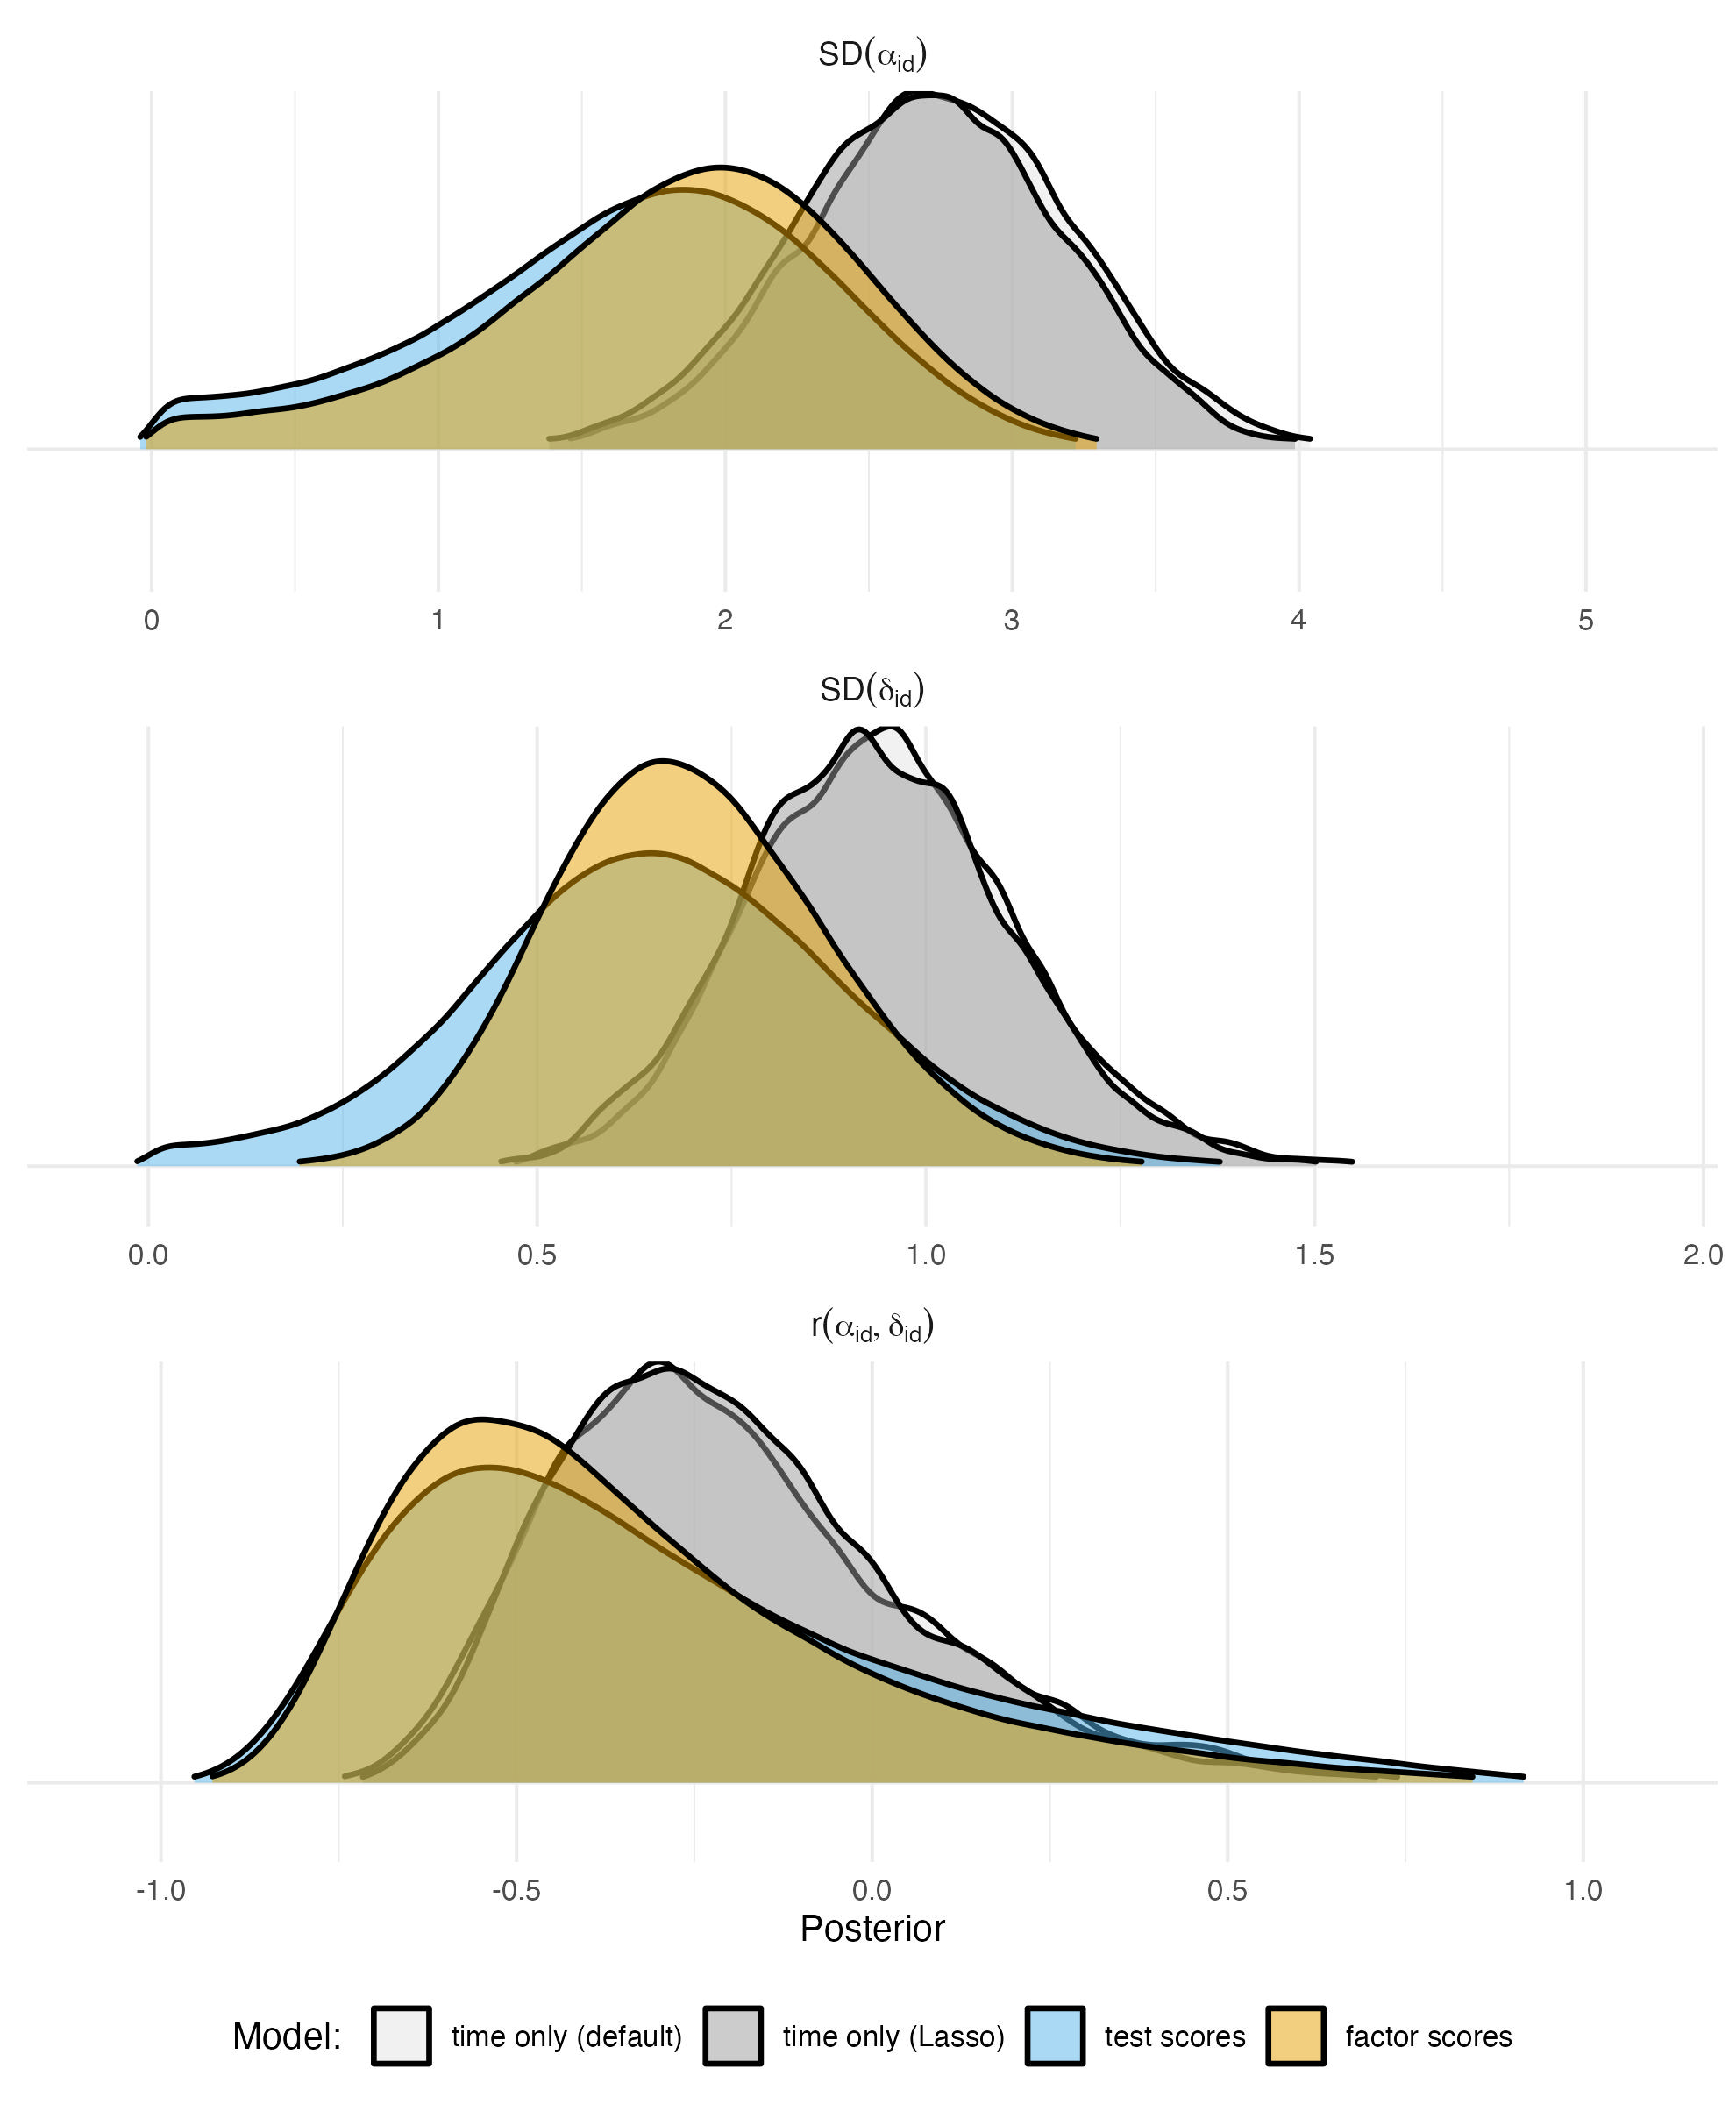 SD(αid)
0 1 2 3 4 5
SD(δid)
0.0 0.5 1.0 1.5 2.0
r(αid, δid)
-1.0 -0.5 0.0 0.5 1.0
Posterior
Model: time only (default) time only (Lasso) test scores factor scores